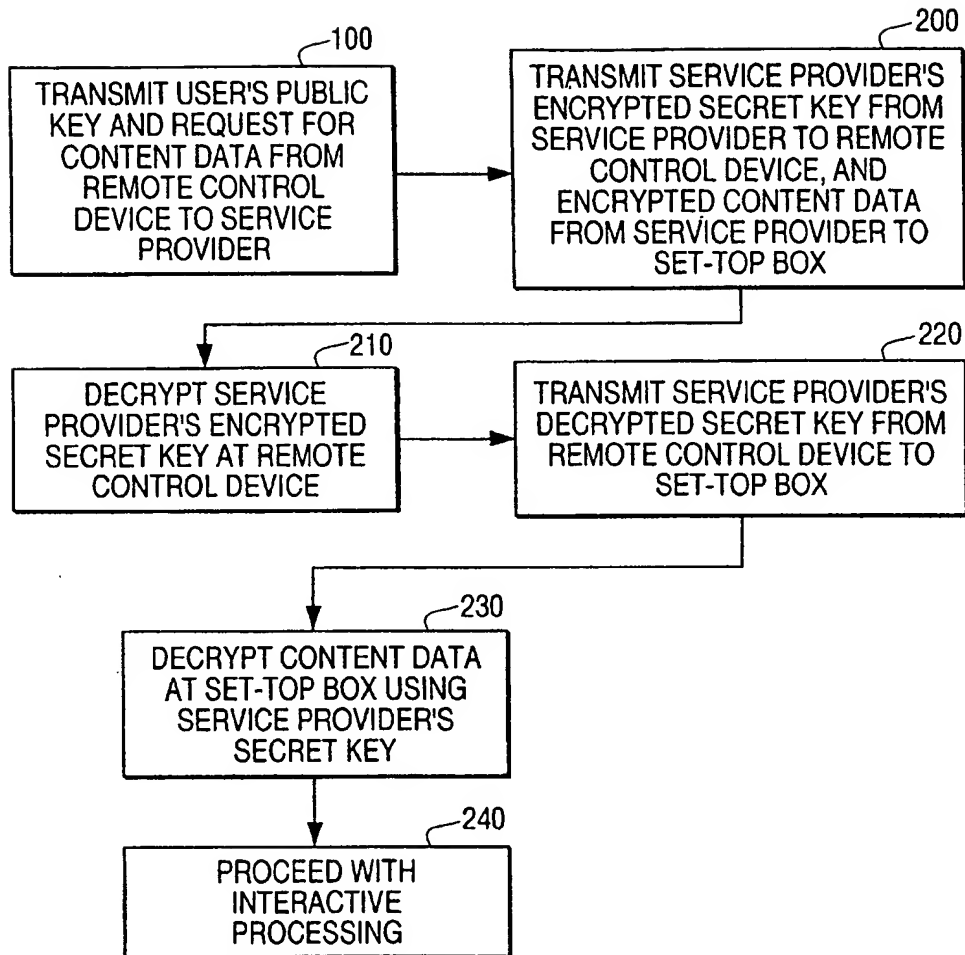 100
TRANSMIT USER'S PUBLIC
KEY AND REQUEST FOR
CONTENT DATA FROM
REMOTE CONTROL
DEVICE TO SERVICE
PROVIDER
200
TRANSMIT SERVICE PROVIDER'S
ENCRYPTED SECRET KEY FROM
SERVICE PROVIDER TO REMOTE
CONTROL DEVICE, AND
ENCRYPTED CONTENT DATA
FROM SERVICE PROVIDER TO
SET-TOP BOX
210
DECRYPT SERVICE
PROVIDER'S ENCRYPTED
SECRET KEY AT REMOTE
CONTROL DEVICE
220
TRANSMIT SERVICE PROVIDER'S
DECRYPTED SECRET KEY FROM
REMOTE CONTROL DEVICE TO
SET-TOP BOX
230
DECRYPT CONTENT DATA
AT SET-TOP BOX USING
SERVICE PROVIDER'S
SECRET KEY
240
PROCEED WITH
INTERACTIVE
PROCESSING